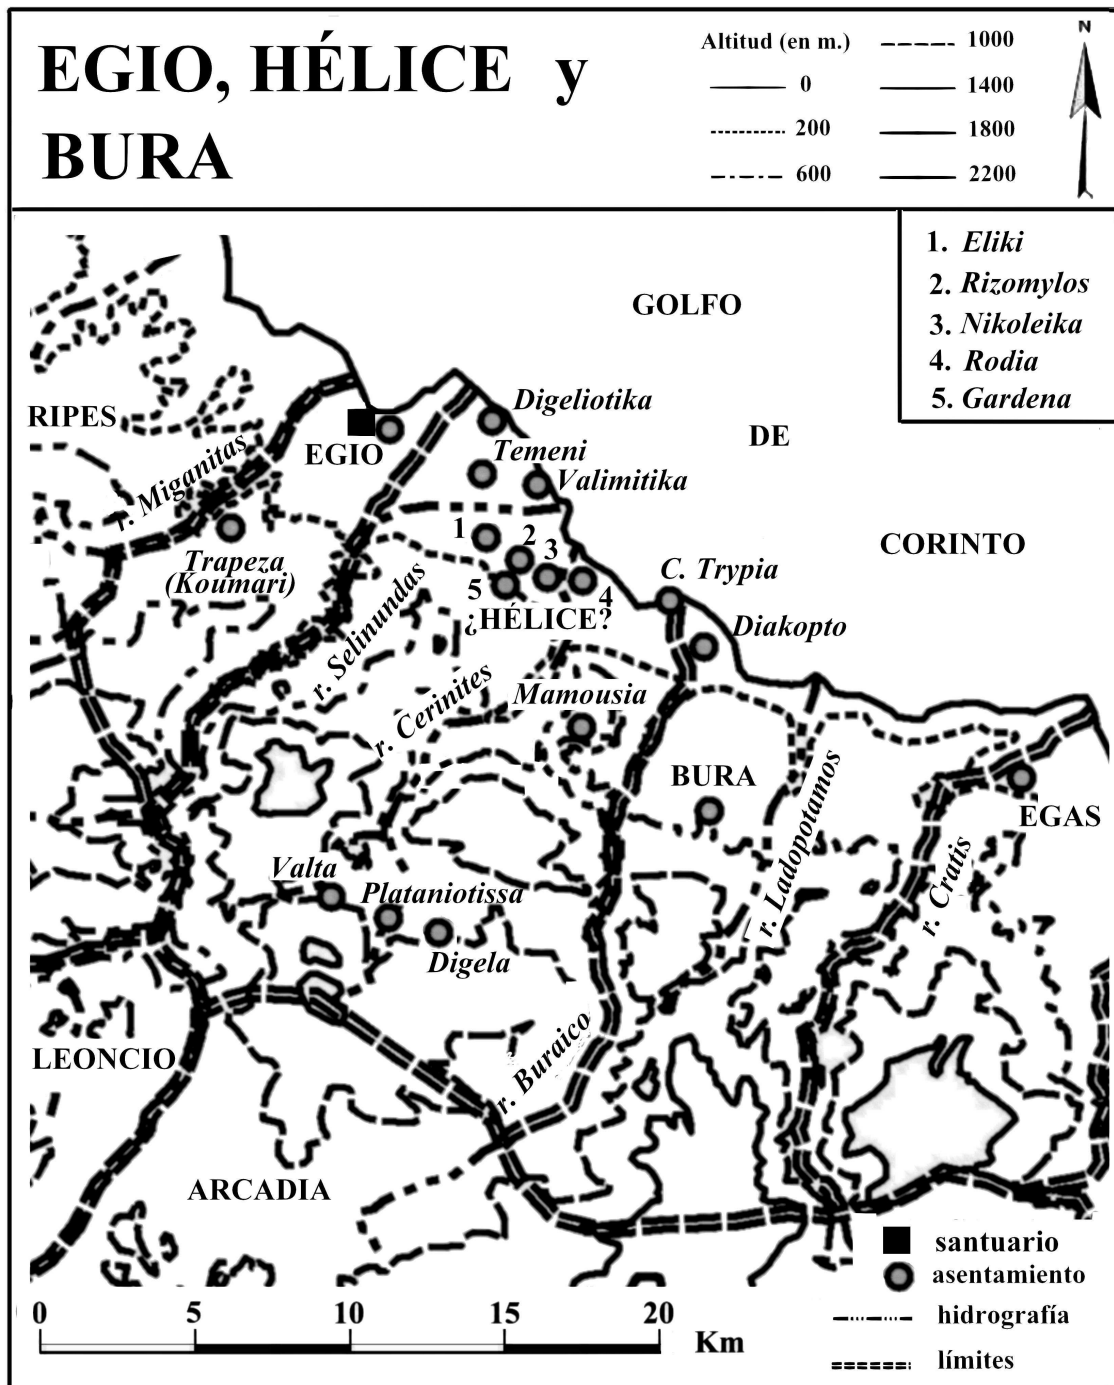 EGIO, HÉLICE y
BURA
Altitud (en m.)
0
200
600
1000
1400
1800
2200
N
1. Eliki
2. Rizomylos
3. Nikoleika
4. Rodia
5. Gardena
GOLFO
DE
CORINTO
RIPES
r. Miganitas
EGIO
Digeliotika
Temeni
Valimitika
Trapeza
(Koumari)
1
2
3
4
5
¿HÉLICE?
C. Trypia
Diakopto
r. Selinundas
r. Cerinites
Mamousia
BURA
r. Ladopotamos
EGAS
r. Cratis
Valta
Plataniotissa
Digela
r. Buraico
LEONCIO
ARCADIA
santuario
asentamiento
hidrografía
límites
0 5 10 15 20
Km